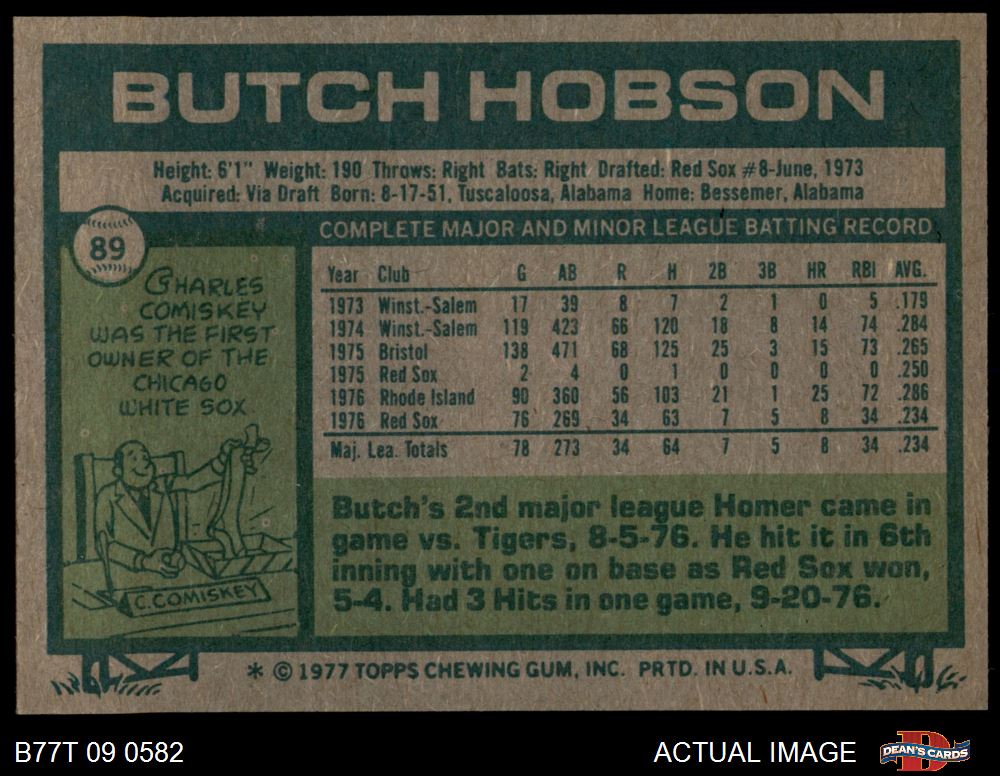 BUTCH HOBSON
Height: 6'1" Weight: 190 Throws: Right Bats: Right Drafted: Red Sox #8-June, 1973
Acquired: Via Draft Born: 8-17-51, Tuscaloosa, Alabama Home: Bessemer, Alabama
89
CHARLES
COMISKEY
WAS THE FIRST
OWNER OF THE
CHICAGO
WHITE SOX
C. COMISKEY
COMPLETE MAJOR AND MINOR LEAGUE BATTING RECORD
Year Club G AB R H 2B 3B HR RBI AVG.
1973 Winst.-Salem 17 39 8 7 2 1 0 5 .179
1974 Winst.-Salem 119 423 66 120 18 8 14 74 .284
1975 Bristol 138 471 68 125 25 3 15 73 .265
1975 Red Sox 2 4 0 1 0 0 0 0 .250
1976 Rhode Island 90 360 56 103 21 1 25 72 .286
1976 Red Sox 76 269 34 63 7 5 8 34 .234
Maj. Lea. Totals 78 273 34 64 7 5 8 34 .234
Butch's 2nd major league Homer came in
game vs. Tigers, 8-5-76. He hit it in 6th
inning with one on base as Red Sox won,
5-4. Had 3 Hits in one game, 9-20-76.
* © 1977 TOPPS CHEWING GUM, INC. PRTD. IN U.S.A.
B77T 09 0582
ACTUAL IMAGE
D
DEAN'S CARDS